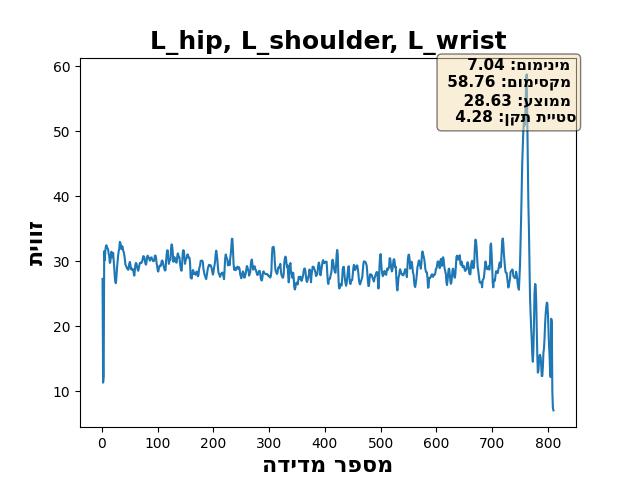 L_hip, L_shoulder, L_wrist
מינימום: 7.04
מקסימום: 58.76
ממוצע: 28.63
סטיית תקן: 4.28
60
50
40
30
20
10
זווית
0 100 200 300 400 500 600 700 800
מספר מדידה